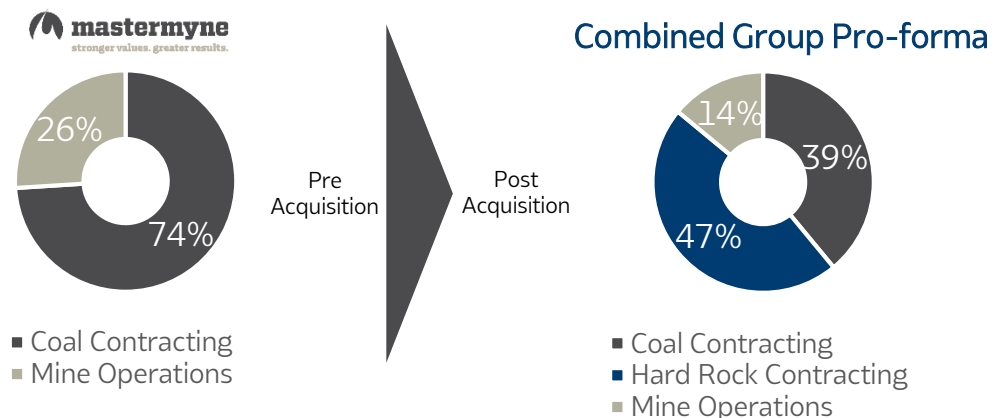 mastermyne
stronger values. greater results.
26%
74%
Coal Contracting
Mine Operations
Pre
Acquisition
Post
Acquisition
Combined Group Pro-forma
14%
39%
47%
Coal Contracting
Hard Rock Contracting
Mine Operations